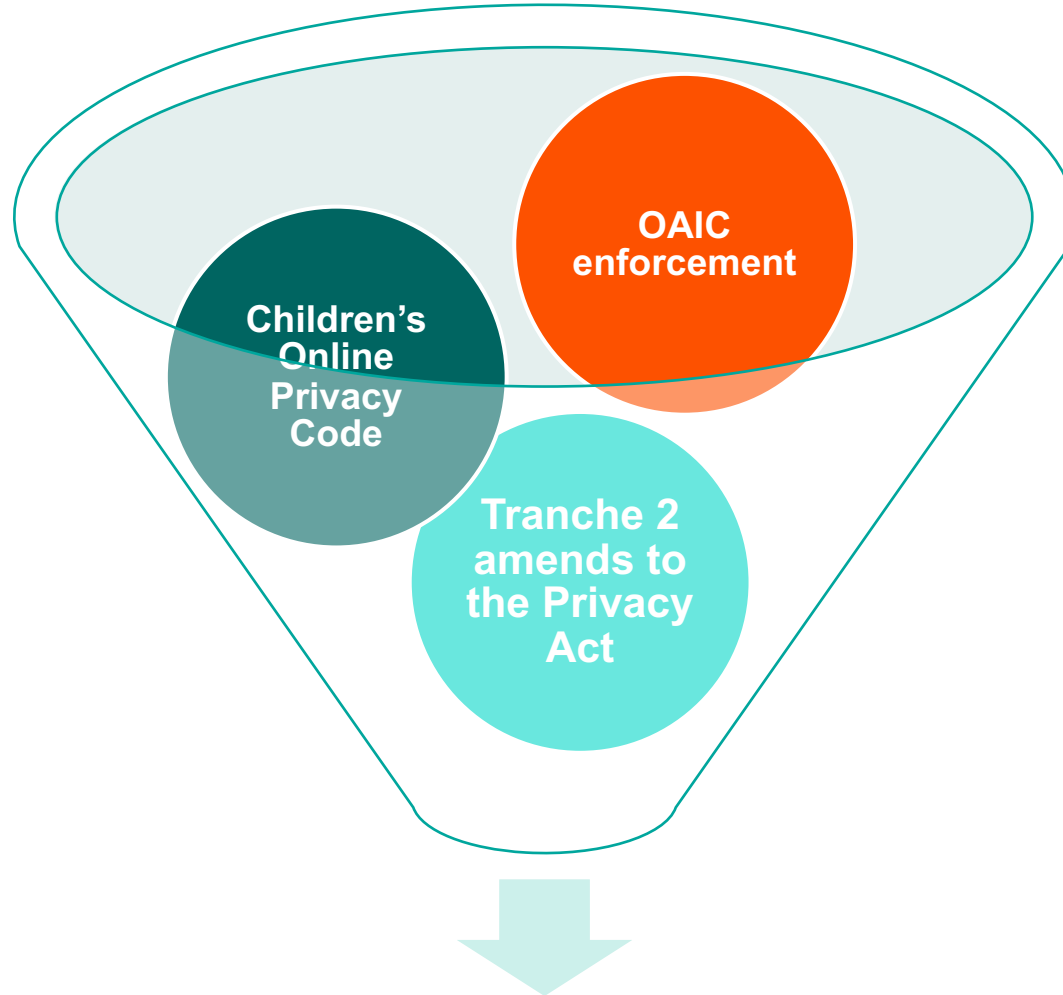 OAIC
enforcement
Children’s
Online
Privacy
Code
Tranche 2
amends to
the Privacy
Act